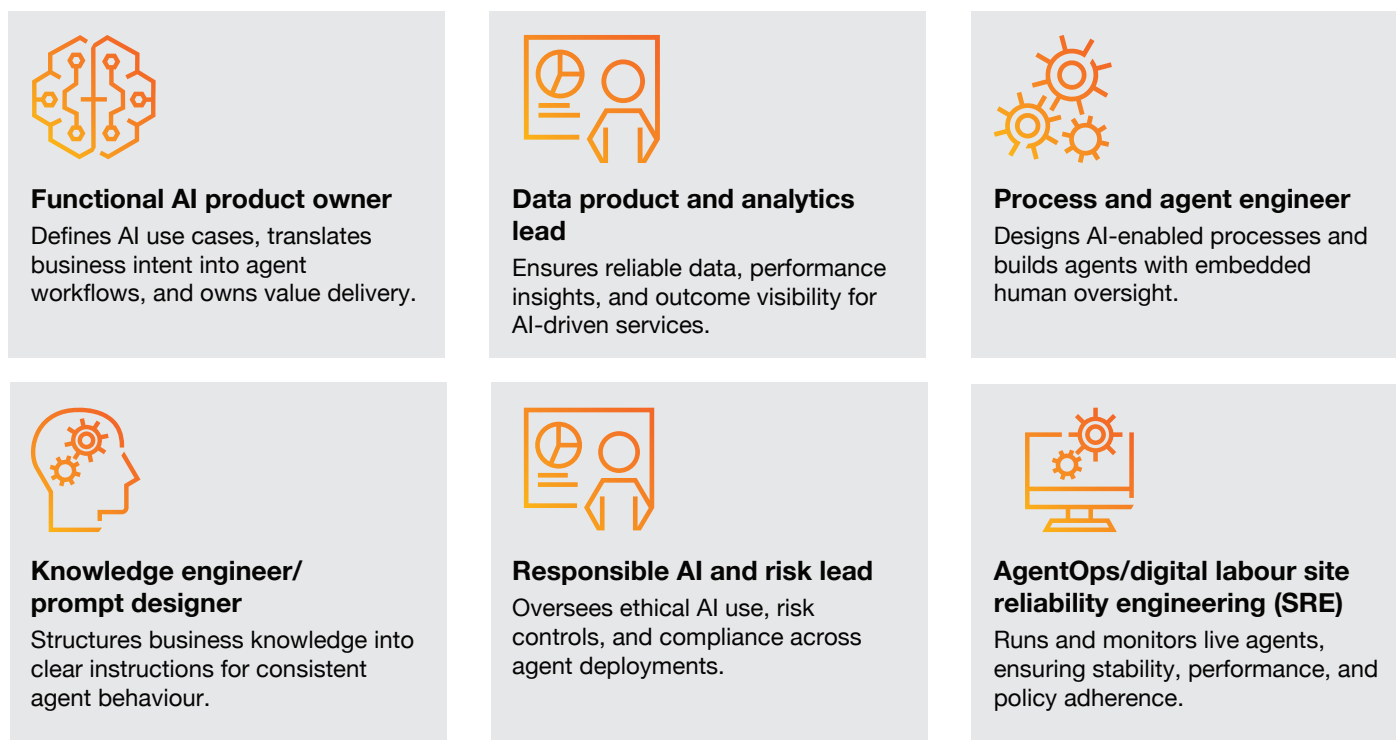 Functional AI product owner
Defines AI use cases, translates
business intent into agent
workflows, and owns value delivery.
Data product and analytics
lead
Ensures reliable data, performance
insights, and outcome visibility for
AI-driven services.
Process and agent engineer
Designs AI-enabled processes and
builds agents with embedded
human oversight.
Knowledge engineer/
prompt designer
Structures business knowledge into
clear instructions for consistent
agent behaviour.
Responsible AI and risk lead
Oversees ethical AI use, risk
controls, and compliance across
agent deployments.
AgentOps/digital labour site
reliability engineering (SRE)
Runs and monitors live agents,
ensuring stability, performance, and
policy adherence.